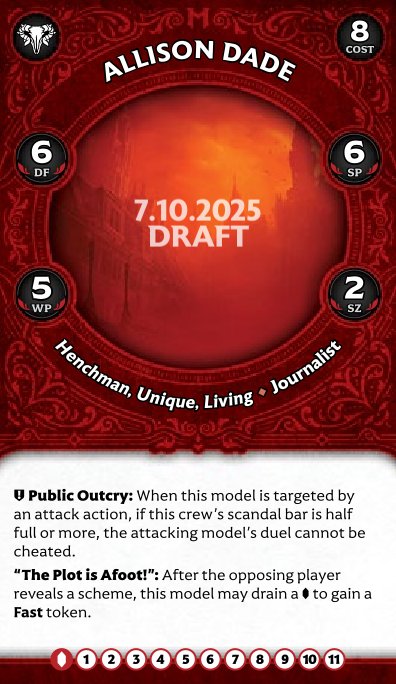 8
COST
ALLISON DADE
6
DF
6
SP
7.10.2025
DRAFT
5
WP
2
SZ
Henchman, Unique, Living ♦ Journalist
Public Outcry: When this model is targeted by
an attack action, if this crew's scandal bar is half
full or more, the attacking model's duel cannot be
cheated.
"The Plot is Afoot!": After the opposing player
reveals a scheme, this model may drain a to gain a
Fast token.
1 2 3 4 5 6 7 8 9 10 11